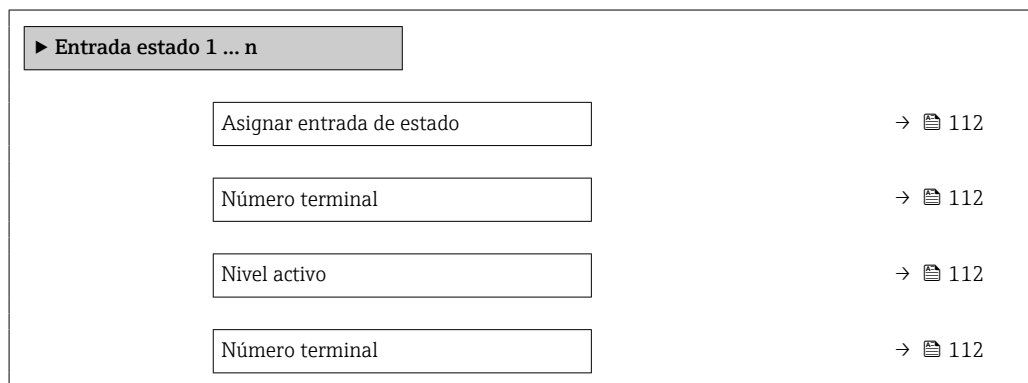 ▶ Entrada estado 1 … n
Asignar entrada de estado → 112
Número terminal → 112
Nivel activo → 112
Número terminal → 112